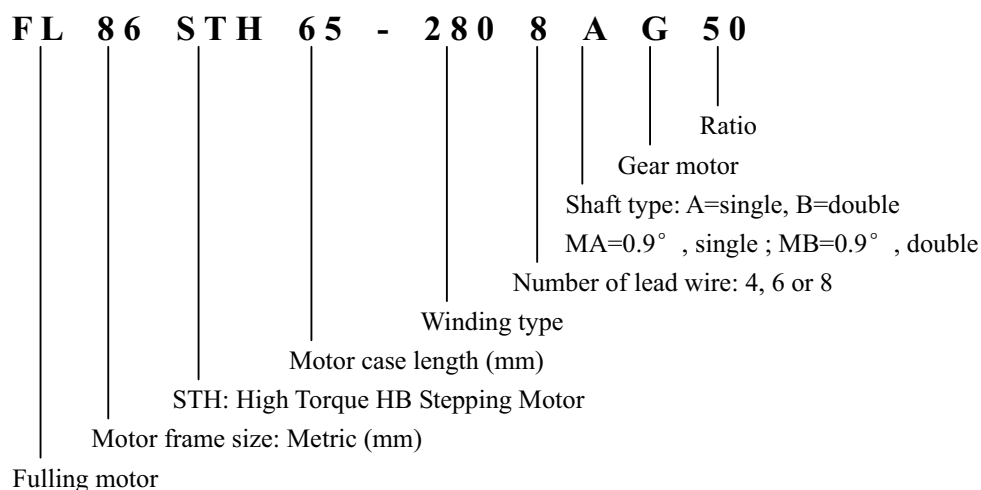 FL 86 STH 65 - 280 8 A G 50
Ratio
Gear motor
Shaft type: A=single, B=double
MA=0.9° , single ; MB=0.9° , double
Number of lead wire: 4, 6 or 8
Winding type
Motor case length (mm)
STH: High Torque HB Stepping Motor
Motor frame size: Metric (mm)
Fulling motor